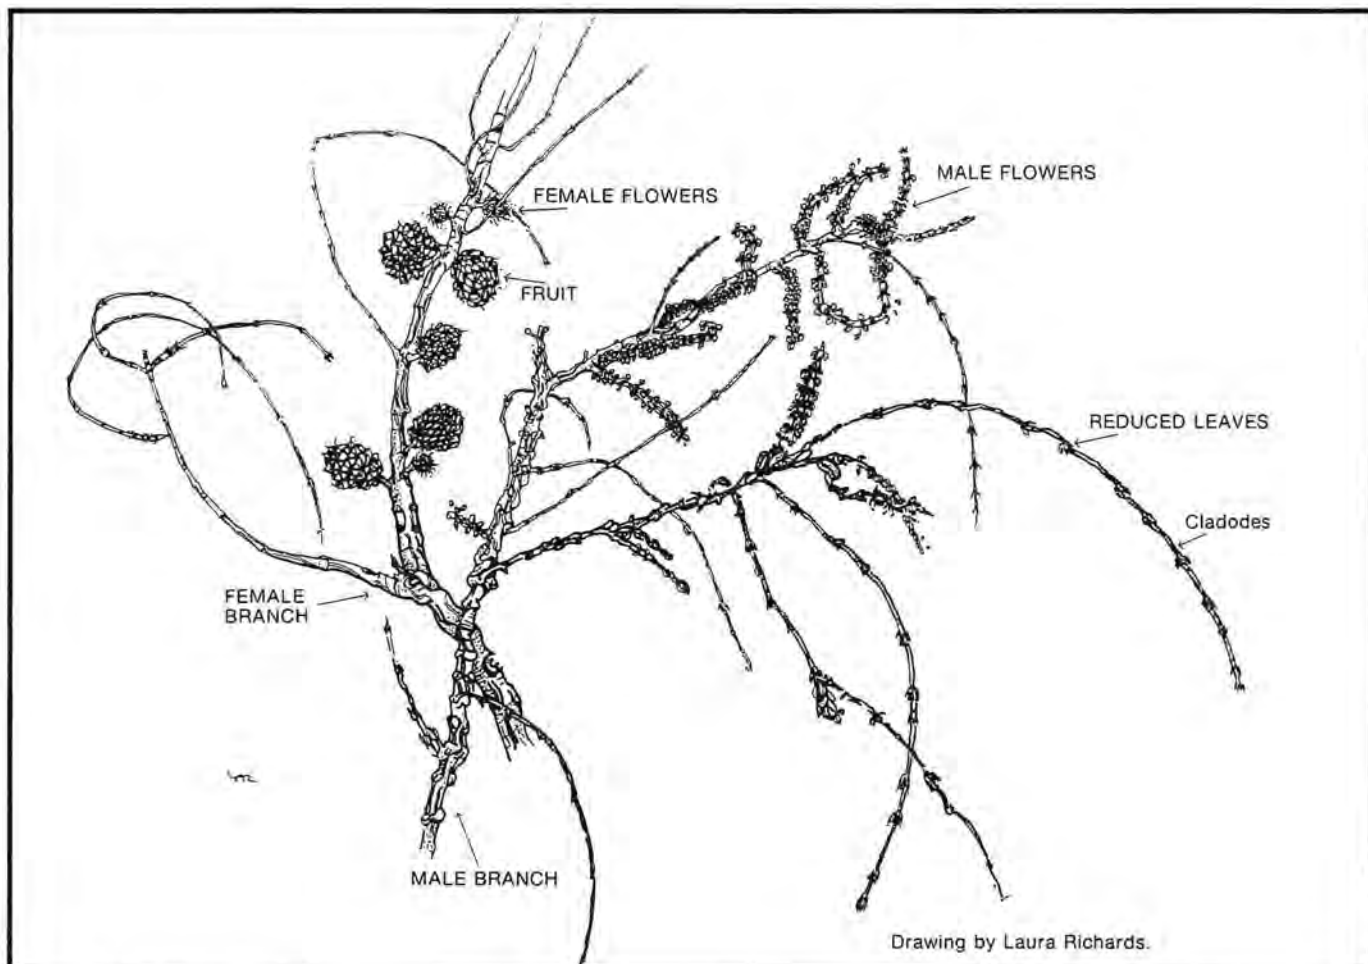 FEMALE FLOWERS
MALE FLOWERS
FRUIT
REDUCED LEAVES
Cladodes
FEMALE
BRANCH
MALE BRANCH
Drawing by Laura Richards.